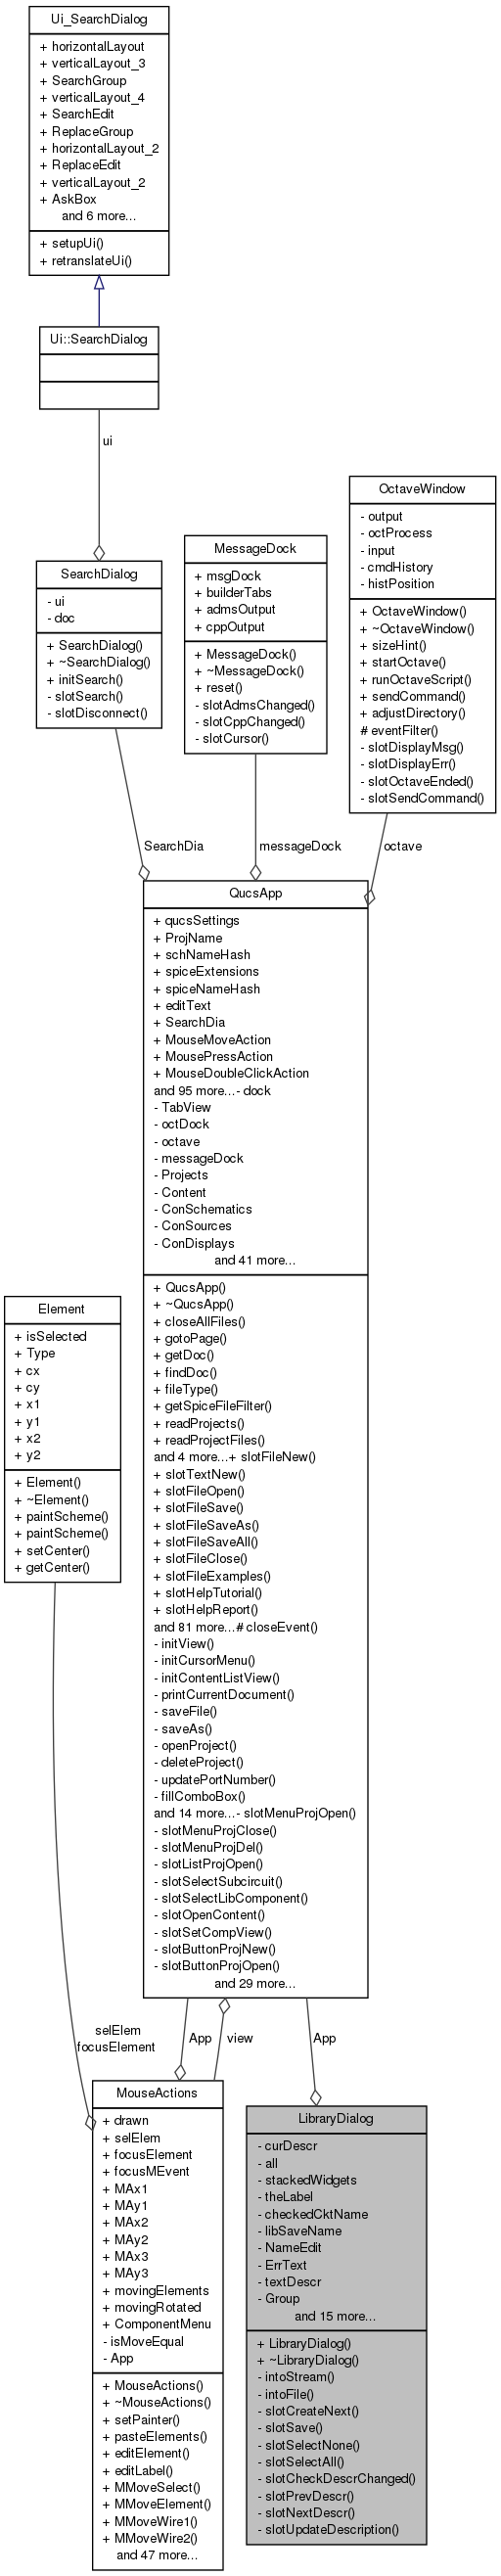 Ui_SearchDialog
+ horizontalLayout
+ verticalLayout_3
+ SearchGroup
+ verticalLayout_4
+ SearchEdit
+ ReplaceGroup
+ horizontalLayout_2
+ ReplaceEdit
+ verticalLayout_2
+ AskBox
and 6 more...
+ setupUi()
+ retranslateUi()
Ui::SearchDialog
ui
SearchDialog
- ui
- doc
+ SearchDialog()
+ ~SearchDialog()
+ initSearch()
- slotSearch()
- slotDisconnect()
MessageDock
+ msgDock
+ builderTabs
+ admsOutput
+ cppOutput
+ MessageDock()
+ ~MessageDock()
+ reset()
- slotAdmsChanged()
- slotCppChanged()
- slotCursor()
OctaveWindow
- output
- octProcess
- input
- cmdHistory
- histPosition
+ OctaveWindow()
+ ~OctaveWindow()
+ sizeHint()
+ startOctave()
+ runOctaveScript()
+ sendCommand()
+ adjustDirectory()
# eventFilter()
- slotDisplayMsg()
- slotDisplayErr()
- slotOctaveEnded()
- slotSendCommand()
SearchDia
messageDock
octave
QucsApp
+ qucsSettings
+ ProjName
+ schNameHash
+ spiceExtensions
+ spiceNameHash
+ editText
+ SearchDia
+ MouseMoveAction
+ MousePressAction
+ MouseDoubleClickAction
and 95 more...- dock
- TabView
- octDock
- octave
- messageDock
- Projects
- Content
- ConSchematics
- ConSources
- ConDisplays
and 41 more...
+ QucsApp()
+ ~QucsApp()
+ closeAllFiles()
+ gotoPage()
+ getDoc()
+ findDoc()
+ fileType()
+ getSpiceFileFilter()
+ readProjects()
+ readProjectFiles()
and 4 more...+ slotFileNew()
+ slotTextNew()
+ slotFileOpen()
+ slotFileSave()
+ slotFileSaveAs()
+ slotFileSaveAll()
+ slotFileClose()
+ slotFileExamples()
+ slotHelpTutorial()
+ slotHelpReport()
and 81 more...# closeEvent()
- initView()
- initCursorMenu()
- initContentListView()
- printCurrentDocument()
- saveFile()
- saveAs()
- openProject()
- deleteProject()
- updatePortNumber()
- fillComboBox()
and 14 more...- slotMenuProjOpen()
- slotMenuProjClose()
- slotMenuProjDel()
- slotListProjOpen()
- slotSelectSubcircuit()
- slotSelectLibComponent()
- slotOpenContent()
- slotSetCompView()
- slotButtonProjNew()
- slotButtonProjOpen()
and 29 more...
Element
+ isSelected
+ Type
+ cx
+ cy
+ x1
+ y1
+ x2
+ y2
+ Element()
+ ~Element()
+ paintScheme()
+ paintScheme()
+ setCenter()
+ getCenter()
selElem
focusElement
App
view
App
MouseActions
+ drawn
+ selElem
+ focusElement
+ focusMEvent
+ MAx1
+ MAy1
+ MAx2
+ MAy2
+ MAx3
+ MAy3
+ movingElements
+ movingRotated
+ ComponentMenu
- isMoveEqual
- App
+ MouseActions()
+ ~MouseActions()
+ setPainter()
+ pasteElements()
+ editElement()
+ editLabel()
+ MMoveSelect()
+ MMoveElement()
+ MMoveWire1()
+ MMoveWire2()
and 47 more...
LibraryDialog
- curDescr
- all
- stackedWidgets
- theLabel
- checkedCktName
- libSaveName
- NameEdit
- ErrText
- textDescr
- Group
and 15 more...
+ LibraryDialog()
+ ~LibraryDialog()
- intoStream()
- intoFile()
- slotCreateNext()
- slotSave()
- slotSelectNone()
- slotSelectAll()
- slotCheckDescrChanged()
- slotPrevDescr()
- slotNextDescr()
- slotUpdateDescription()